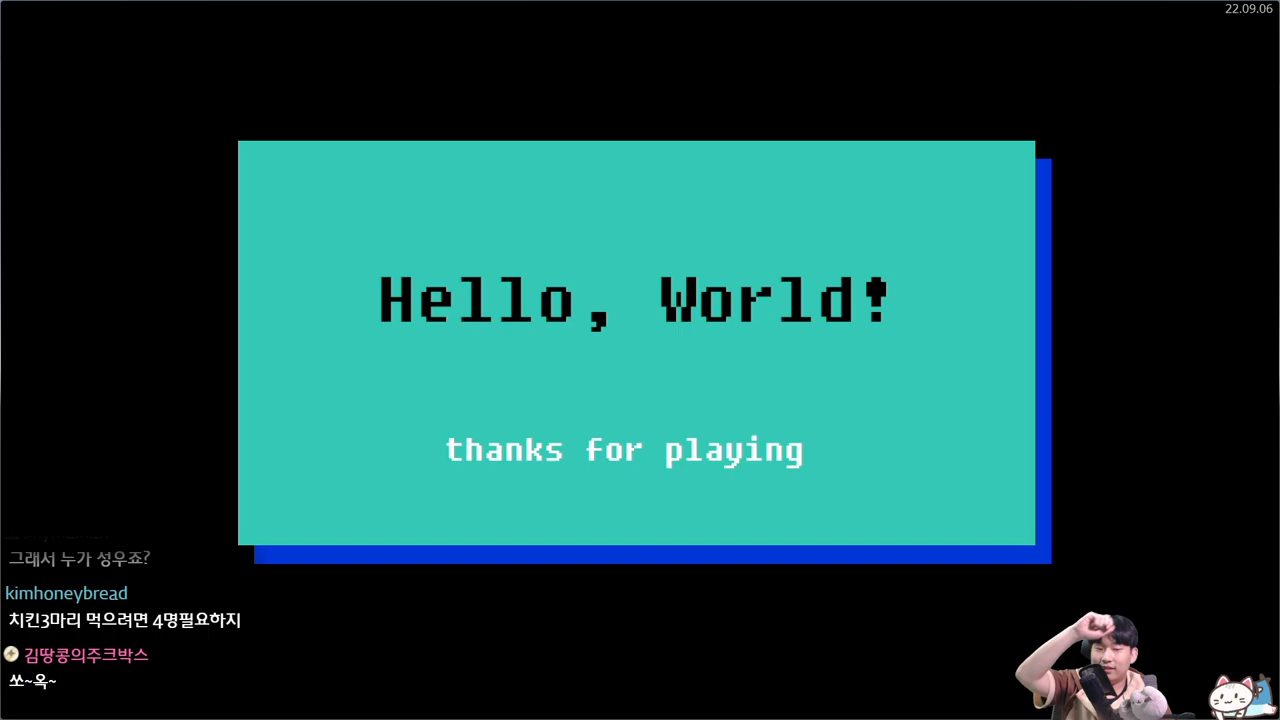 22.09.06
Hello, World!
thanks for playing
그래서 누가 성우죠?
kimhoneybread
치킨3마리 먹으려면 4명필요하지
김땅콩의주크박스
쏘~옥~